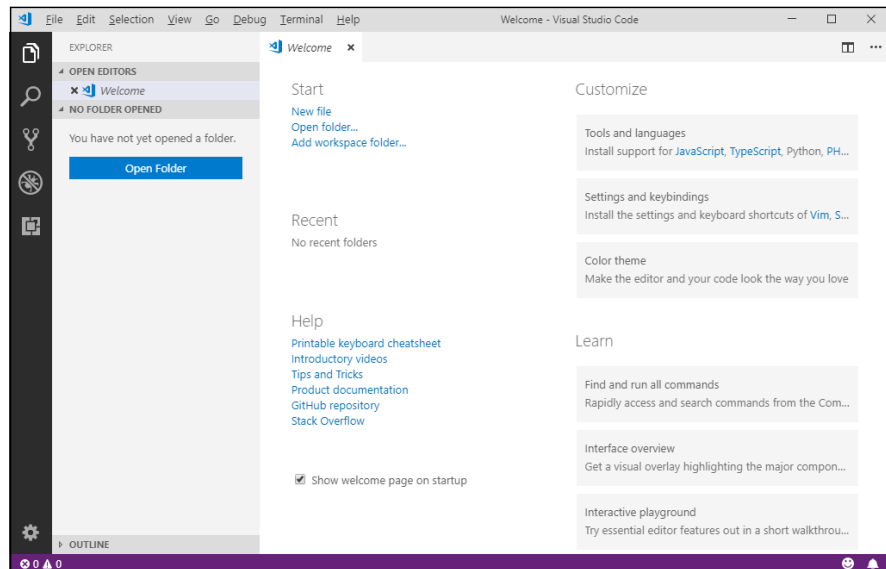 File Edit Selection View Go Debug Terminal Help
Welcome - Visual Studio Code
EXPLORER
OPEN EDITORS
Welcome
NO FOLDER OPENED
You have not yet opened a folder.
Open Folder
OUTLINE
Welcome
Start
New file
Open folder...
Add workspace folder...
Recent
No recent folders
Help
Printable keyboard cheatsheet
Introductory videos
Tips and Tricks
Product documentation
GitHub repository
Stack Overflow
Show welcome page on startup
Customize
Tools and languages
Install support for JavaScript, TypeScript, Python, PH...
Settings and keybindings
Install the settings and keyboard shortcuts of Vim, S...
Color theme
Make the editor and your code look the way you love
Learn
Find and run all commands
Rapidly access and search commands from the Com...
Interface overview
Get a visual overlay highlighting the major compon...
Interactive playground
Try essential editor features out in a short walkthrou...
0 0